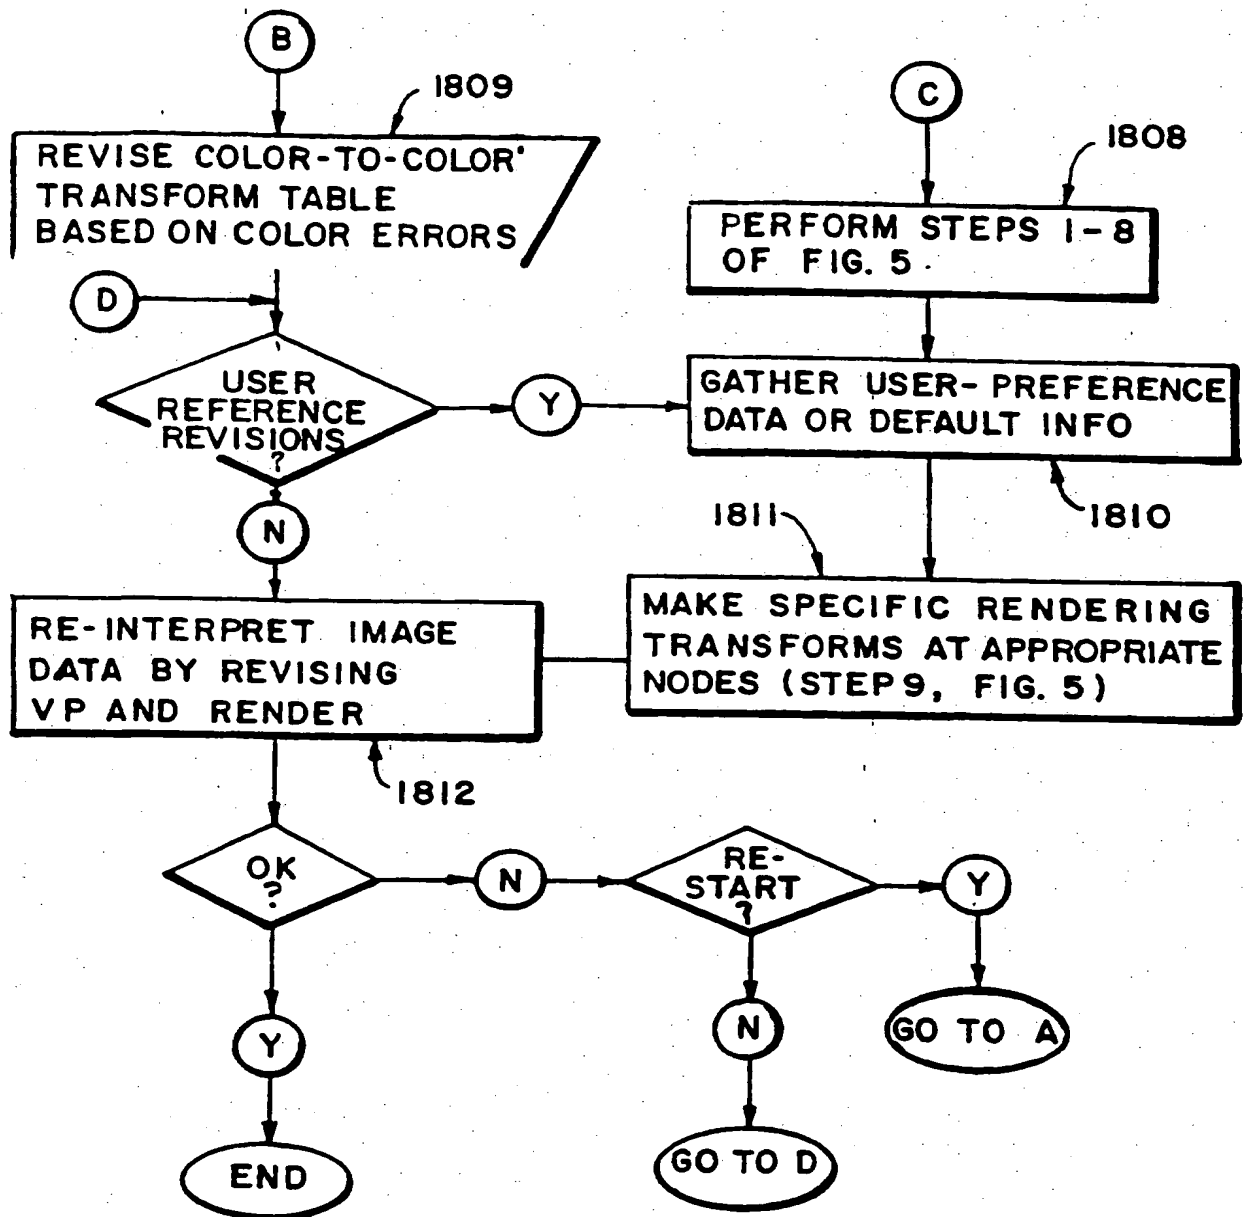 B
1809
REVISE COLOR-TO-COLOR'
TRANSFORM TABLE
BASED ON COLOR ERRORS
C
1808
PERFORM STEPS 1-8
OF FIG. 5
D
USER
REFERENCE
REVISIONS
?
Y
GATHER USER-PREFERENCE
DATA OR DEFAULT INFO
1810
N
1811
RE-INTERPRET IMAGE
DATA BY REVISING
VP AND RENDER
1812
MAKE SPECIFIC RENDERING
TRANSFORMS AT APPROPRIATE
NODES (STEP 9, FIG. 5)
OK
?
N
RE-
START
?
Y
GO TO A
Y
END
N
GO TO D